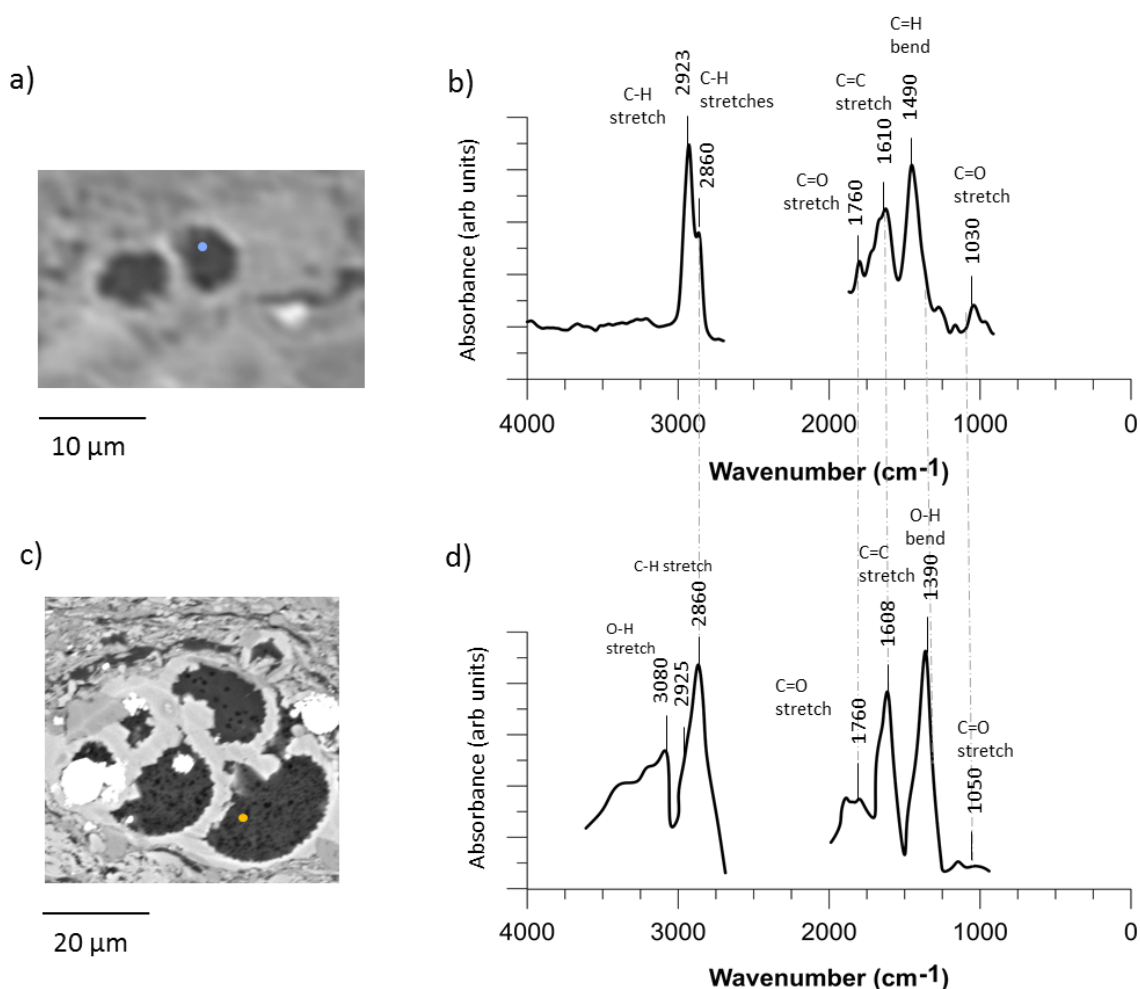 a)
10 µm
b)
C-H
stretch
2923
C-H
stretches
2860
C=O
stretch
1760
C=C
stretch
1610
C=H
bend
1490
C=O
stretch
1030
Absorbance (arb units)
4000
3000
2000
1000
0
Wavenumber (cm-1)
c)
20 µm
d)
O-H
stretch
3080
2925
C-H stretch
2860
C=O
stretch
1760
C=C
stretch
1608
O-H
bend
1390
C=O
stretch
1050
Absorbance (arb units)
4000
3000
2000
1000
0
Wavenumber (cm-1)